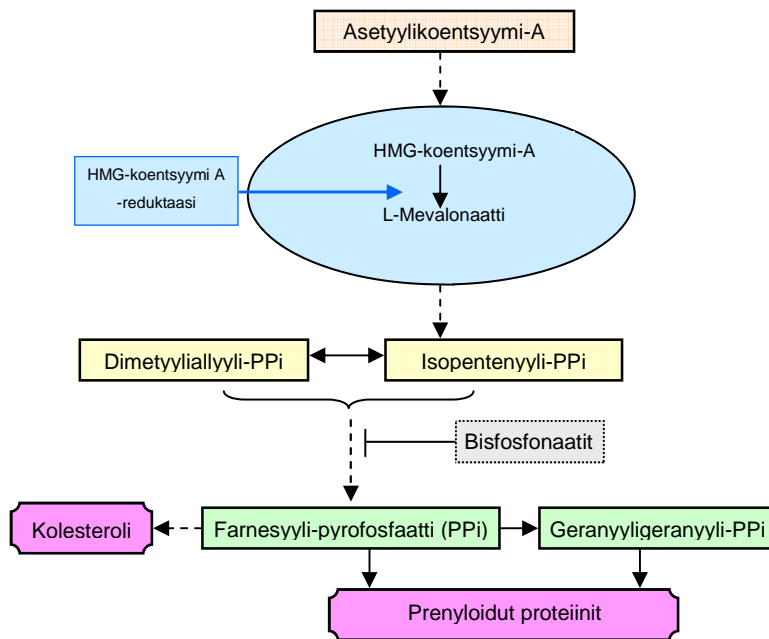 Asetyylikoentsyymi-A
HMG-koentsyymi-A
HMG-koentsyymi A
-reduktaasi
L-Mevalonaatti
Dimetyyliallyyli-PPi
Isopentenyyli-PPi
Bisfosfonaatit
Kolesteroli
Farnesyyli-pyrofosfaatti (PPi)
Geranyyligeranyyli-PPi
Prenyloidut proteiinit